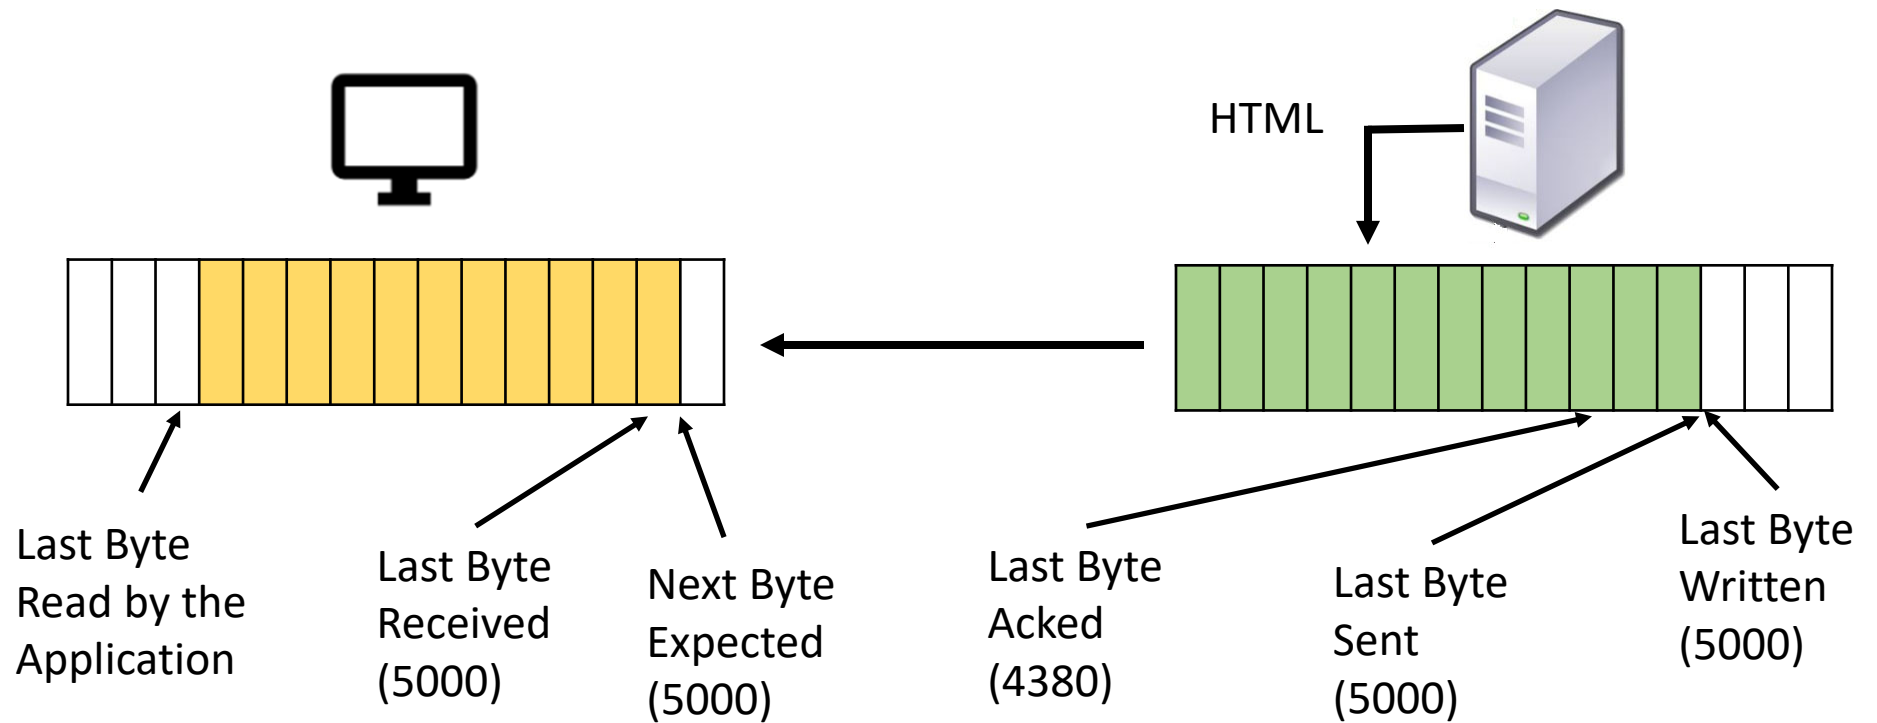 HTML
Last Byte
Read by the
Application
Last Byte
Received
(5000)
Next Byte
Expected
(5000)
Last Byte
Acked
(4380)
Last Byte
Sent
(5000)
Last Byte
Written
(5000)